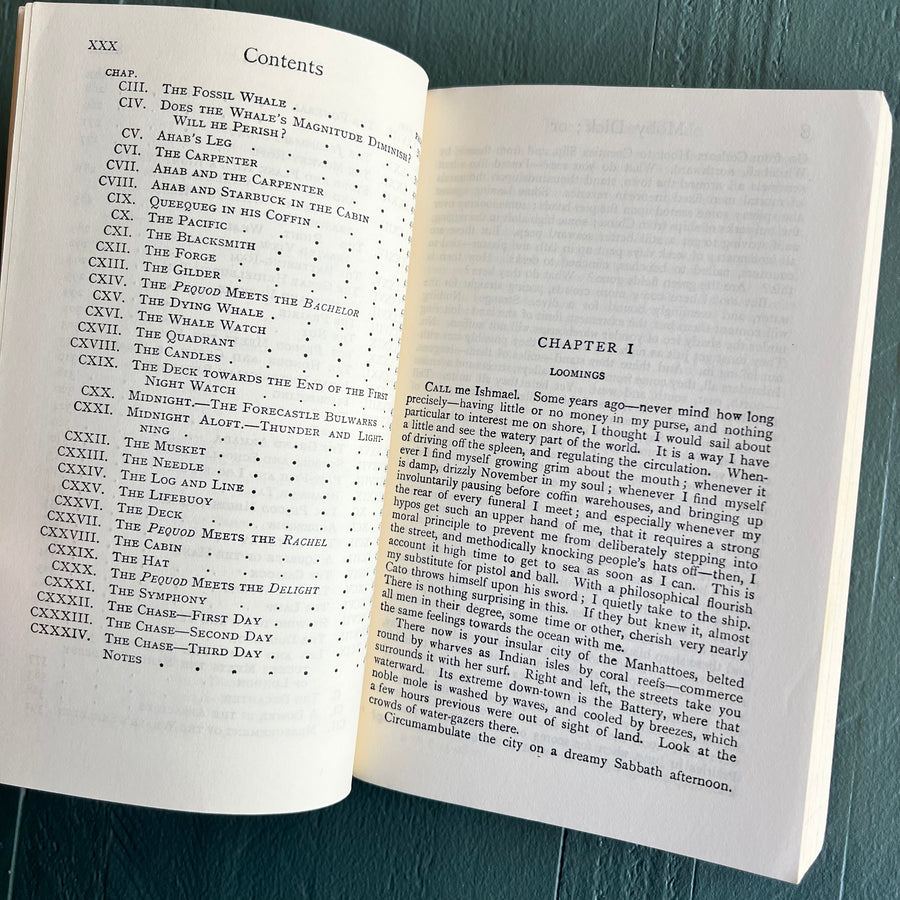 XXX
Contents
CHAP.
CIII. THE FOSSIL WHALE
CIV. DOES THE WHALE'S MAGNITUDE DIMINISH?
WILL HE PERISH?
CV. AHAB'S LEG
CVI. THE CARPENTER
CVII. AHAB AND THE CARPENTER
CVIII. AHAB AND STARBUCK IN THE CABIN
CIX. QUEEQUEG IN HIS COFFIN
CX. THE PACIFIC
CXI. THE BLACKSMITH
CXII. THE FORGE
CXIII. THE GILDER
CXIV. THE PEQUOD MEETS THE BACHELOR
CXV. THE DYING WHALE
CXVI. THE WHALE WATCH
CXVII. THE QUADRANT
CXVIII. THE CANDLES
CXIX. THE DECK TOWARDS THE END OF THE FIRST
NIGHT WATCH
CXX. MIDNIGHT.—THE FORECASTLE BULWARKS
CXXI. MIDNIGHT ALOFT.—THUNDER AND LIGHT-
NING
CXXII. THE MUSKET
CXXIII. THE NEEDLE
CXXIV. THE LOG AND LINE
CXXV. THE LIFEBUOY
CXXVI. THE DECK
CXXVII. THE PEQUOD MEETS THE RACHEL
CXXVIII. THE CABIN
CXXIX. THE HAT
CXXX. THE PEQUOD MEETS THE DELIGHT
CXXXI. THE SYMPHONY
CXXXII. THE CHASE—FIRST DAY
CXXXIII. THE CHASE—SECOND DAY
CXXXIV. THE CHASE—THIRD DAY
NOTES
CHAPTER I
LOOMINGS
CALL me Ishmael. Some years ago—never mind how long
precisely—having little or no money in my purse, and nothing
particular to interest me on shore, I thought I would sail about
a little and see the watery part of the world. It is a way I have
of driving off the spleen, and regulating the circulation. When-
ever I find myself growing grim about the mouth; whenever it
is damp, drizzly November in my soul; whenever I find myself
involuntarily pausing before coffin warehouses, and bringing up
the rear of every funeral I meet; and especially whenever my
hypos get such an upper hand of me, that it requires a strong
moral principle to prevent me from deliberately stepping into
the street, and methodically knocking people's hats off—then, I
account it high time to get to sea as soon as I can. This is
my substitute for pistol and ball. With a philosophical flourish
Cato throws himself upon his sword; I quietly take to the ship.
There is nothing surprising in this. If they but knew it, almost
all men in their degree, some time or other, cherish very nearly
the same feelings towards the ocean with me.
There now is your insular city of the Manhattoes, belted
round by wharves as Indian isles by coral reefs—commerce
surrounds it with her surf. Right and left, the streets take you
waterward. Its extreme down-town is the Battery, where that
noble mole is washed by waves, and cooled by breezes, which
a few hours previous were out of sight of land. Look at the
crowds of water-gazers there.
Circumambulate the city on a dreamy Sabbath afternoon.